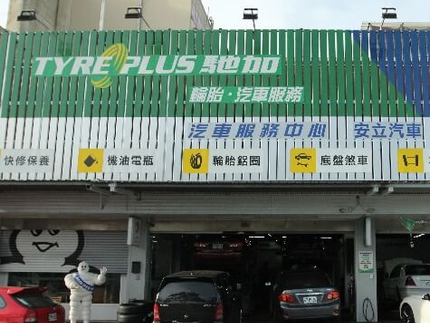 TYREPLUS 馳加
輪胎·汽車服務
汽車服務中心 安立汽車
快修保養 機油電瓶 輪胎鋁圈 底盤煞車